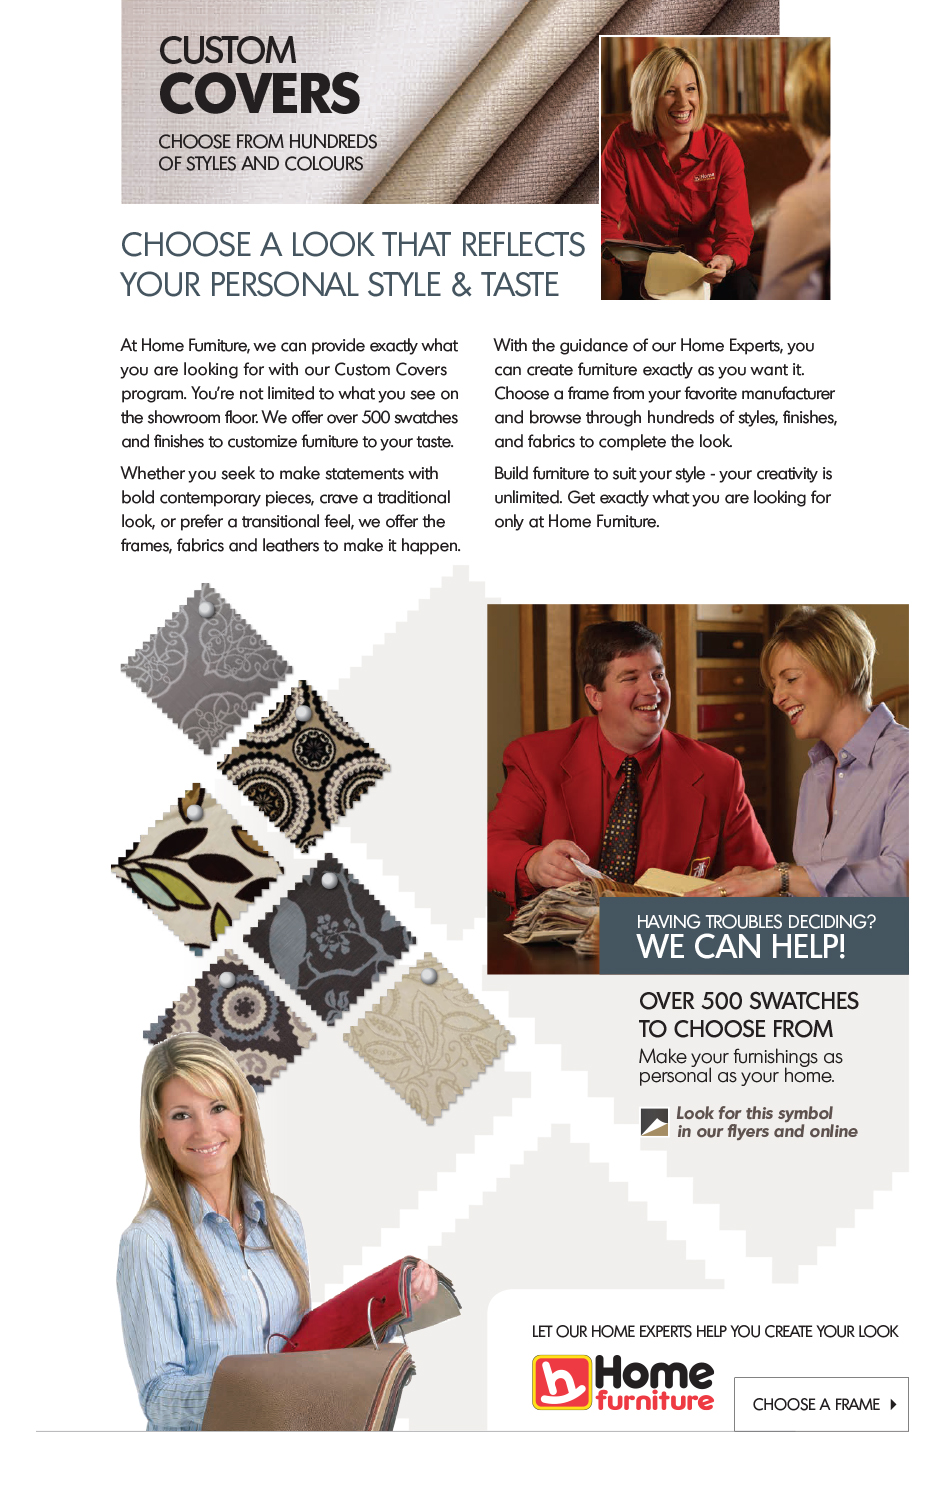 CUSTOM
COVERS
CHOOSE FROM HUNDREDS
OF STYLES AND COLOURS
CHOOSE A LOOK THAT REFLECTS
YOUR PERSONAL STYLE & TASTE
At Home Furniture, we can provide exactly what
you are looking for with our Custom Covers
program. You're not limited to what you see on
the showroom floor. We offer over 500 swatches
and finishes to customize furniture to your taste.
Whether you seek to make statements with
bold contemporary pieces, crave a traditional
look, or prefer a transitional feel, we offer the
frames, fabrics and leathers to make it happen.
With the guidance of our Home Experts, you
can create furniture exactly as you want it.
Choose a frame from your favorite manufacturer
and browse through hundreds of styles, finishes,
and fabrics to complete the look.
Build furniture to suit your style - your creativity is
unlimited. Get exactly what you are looking for
only at Home Furniture.
HAVING TROUBLES DECIDING?
WE CAN HELP!
OVER 500 SWATCHES
TO CHOOSE FROM
Make your furnishings as
personal as your home.
Look for this symbol
in our flyers and online
LET OUR HOME EXPERTS HELP YOU CREATE YOUR LOOK
h Home
furniture
CHOOSE A FRAME